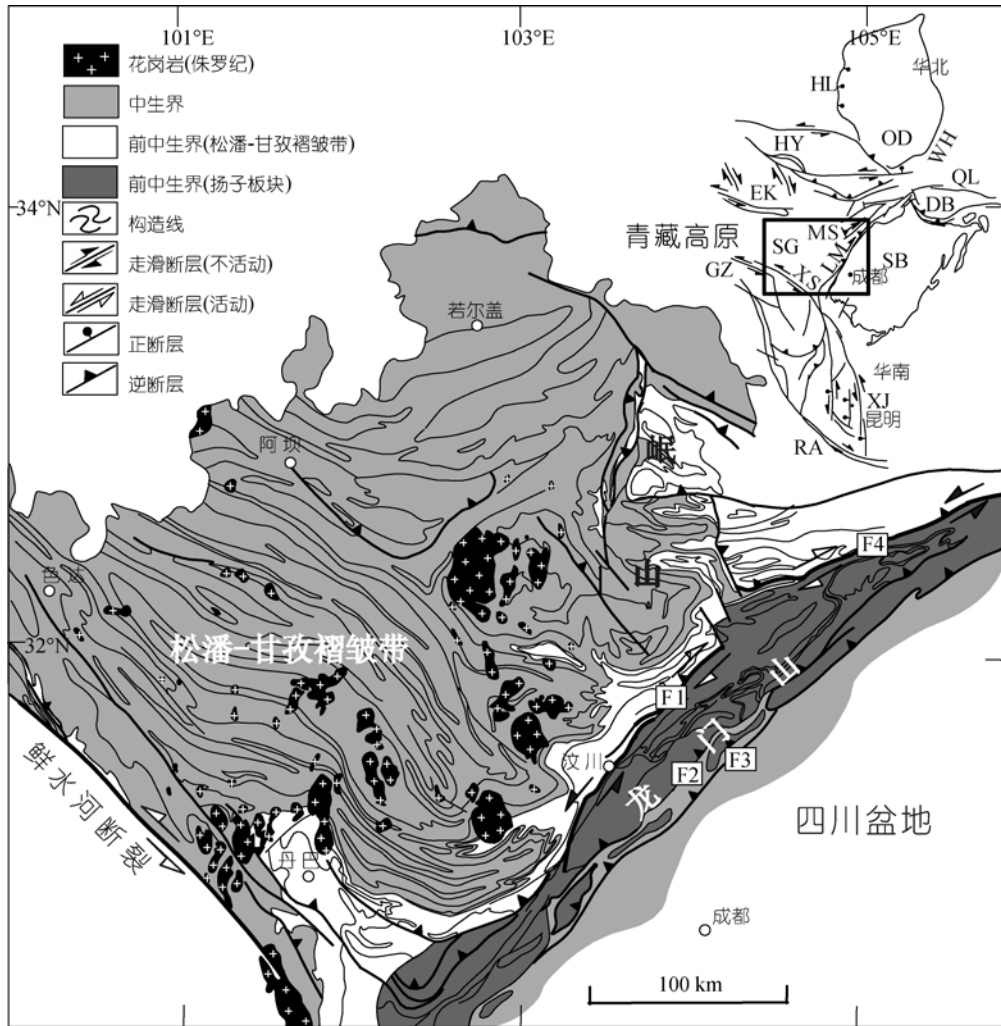 101°E
103°E
105°E
34°N
32°N
花岗岩(侏罗纪)
中生界
前中生界(松潘-甘孜褶皱带)
前中生界(扬子板块)
构造线
走滑断层(不活动)
走滑断层(活动)
正断层
逆断层
华北
HL
OD
WH
HY
QL
EK
DB
青藏高原
MS
SG
LM
SB
GZ
XS
成都
华南
XJ
昆明
RA
若尔盖
阿坝
岷
山
F4
色达
松潘-甘孜褶皱带
F1
汶川
龙
门
山
F2
F3
鲜水河断裂
丹巴
四川盆地
成都
100 km